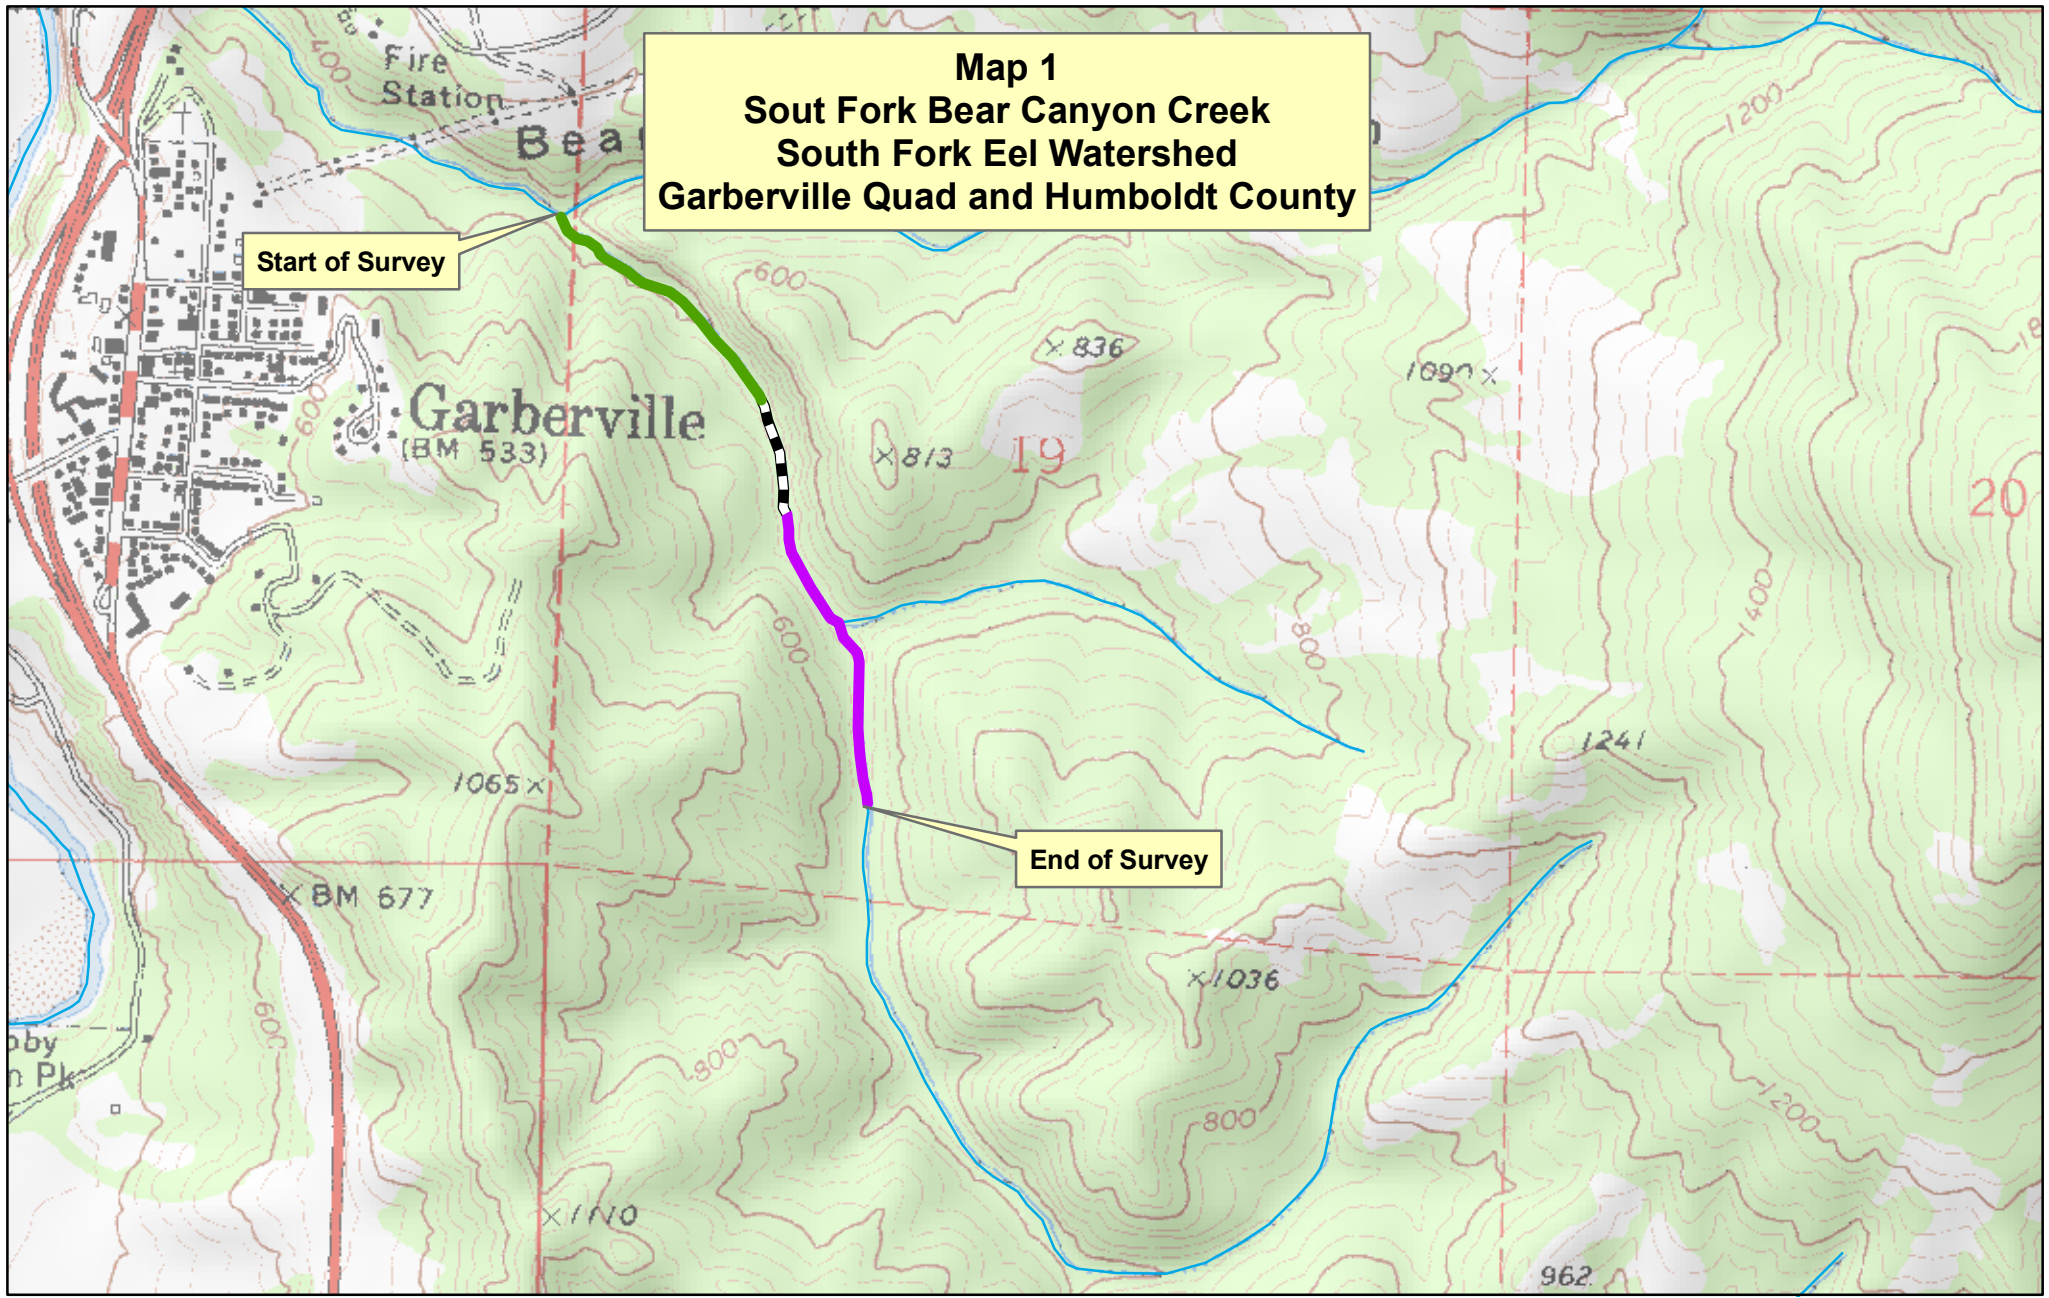 Fire
Station
400
Bear
Map 1
Sout Fork Bear Canyon Creek
South Fork Eel Watershed
Garberville Quad and Humboldt County
1200
Start of Survey
600
836
Garberville
(BM 533)
600
813
19
20
1400
600
800
1241
1065
End of Survey
BM 677
1036
600
800
800
1200
1110
962